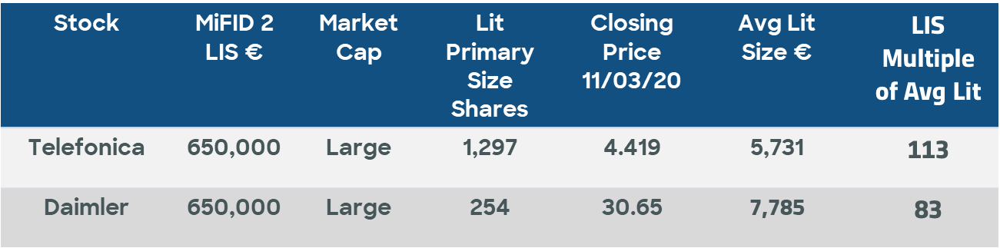 Stock MiFID 2 Market Lit Closing Avg Lit LIS
LIS € Cap Primary Price Size € Multiple
Size 11/03/20 of Avg Lit
Shares
Telefonica 650,000 Large 1,297 4.419 5,731 113
Daimler 650,000 Large 254 30.65 7,785 83